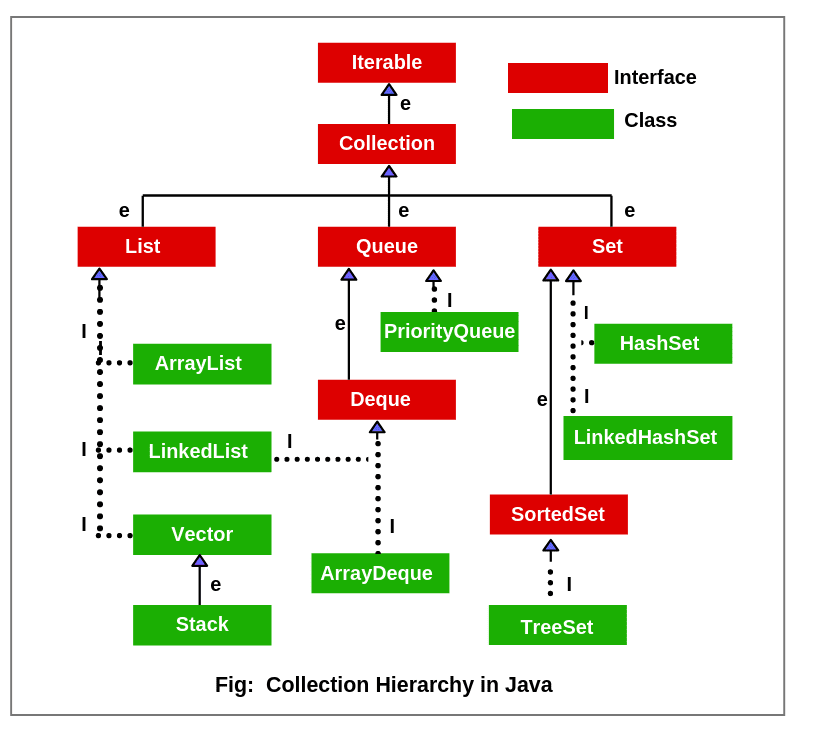 Iterable
Interface
e
Class
Collection
e
e
e
List
Queue
Set
I
I
e
PriorityQueue
I
HashSet
ArrayList
Deque
e
I
I
I
LinkedList
LinkedHashSet
I
I
SortedSet
Vector
ArrayDeque
e
I
Stack
TreeSet
Fig:  Collection Hierarchy in Java